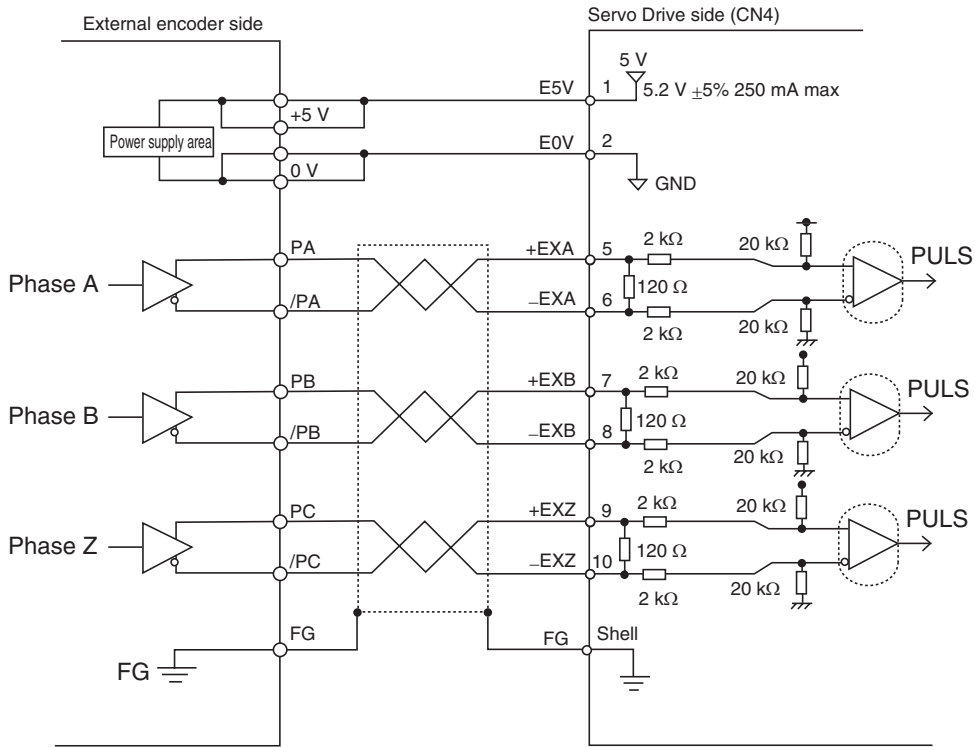 External encoder side
Servo Drive side (CN4)
5 V
E5V 1
5.2 V ±5% 250 mA max
+5 V
Power supply area
E0V 2
0 V
GND
Phase A
PA
+EXA 5
2 kΩ
20 kΩ
PULS
120 Ω
/PA
–EXA 6
2 kΩ
20 kΩ
Phase B
PB
+EXB 7
2 kΩ
20 kΩ
PULS
120 Ω
/PB
–EXB 8
2 kΩ
20 kΩ
Phase Z
PC
+EXZ 9
2 kΩ
20 kΩ
PULS
120 Ω
/PC
–EXZ 10
2 kΩ
20 kΩ
FG
FG
FG
Shell